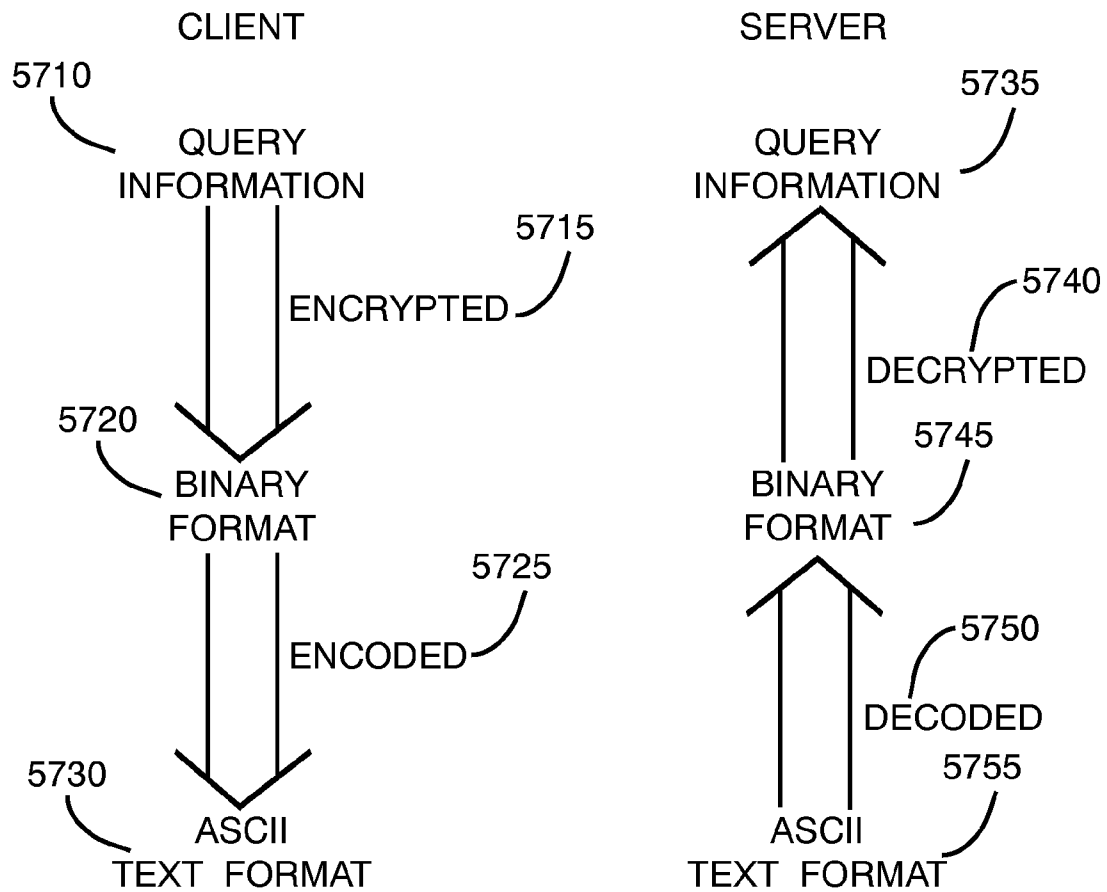 CLIENT
SERVER
5710
5735
QUERY
INFORMATION
QUERY
INFORMATION
5715
5740
ENCRYPTED
DECRYPTED
5720
5745
BINARY
FORMAT
BINARY
FORMAT
5725
5750
ENCODED
DECODED
5730
5755
ASCII
TEXT FORMAT
ASCII
TEXT FORMAT